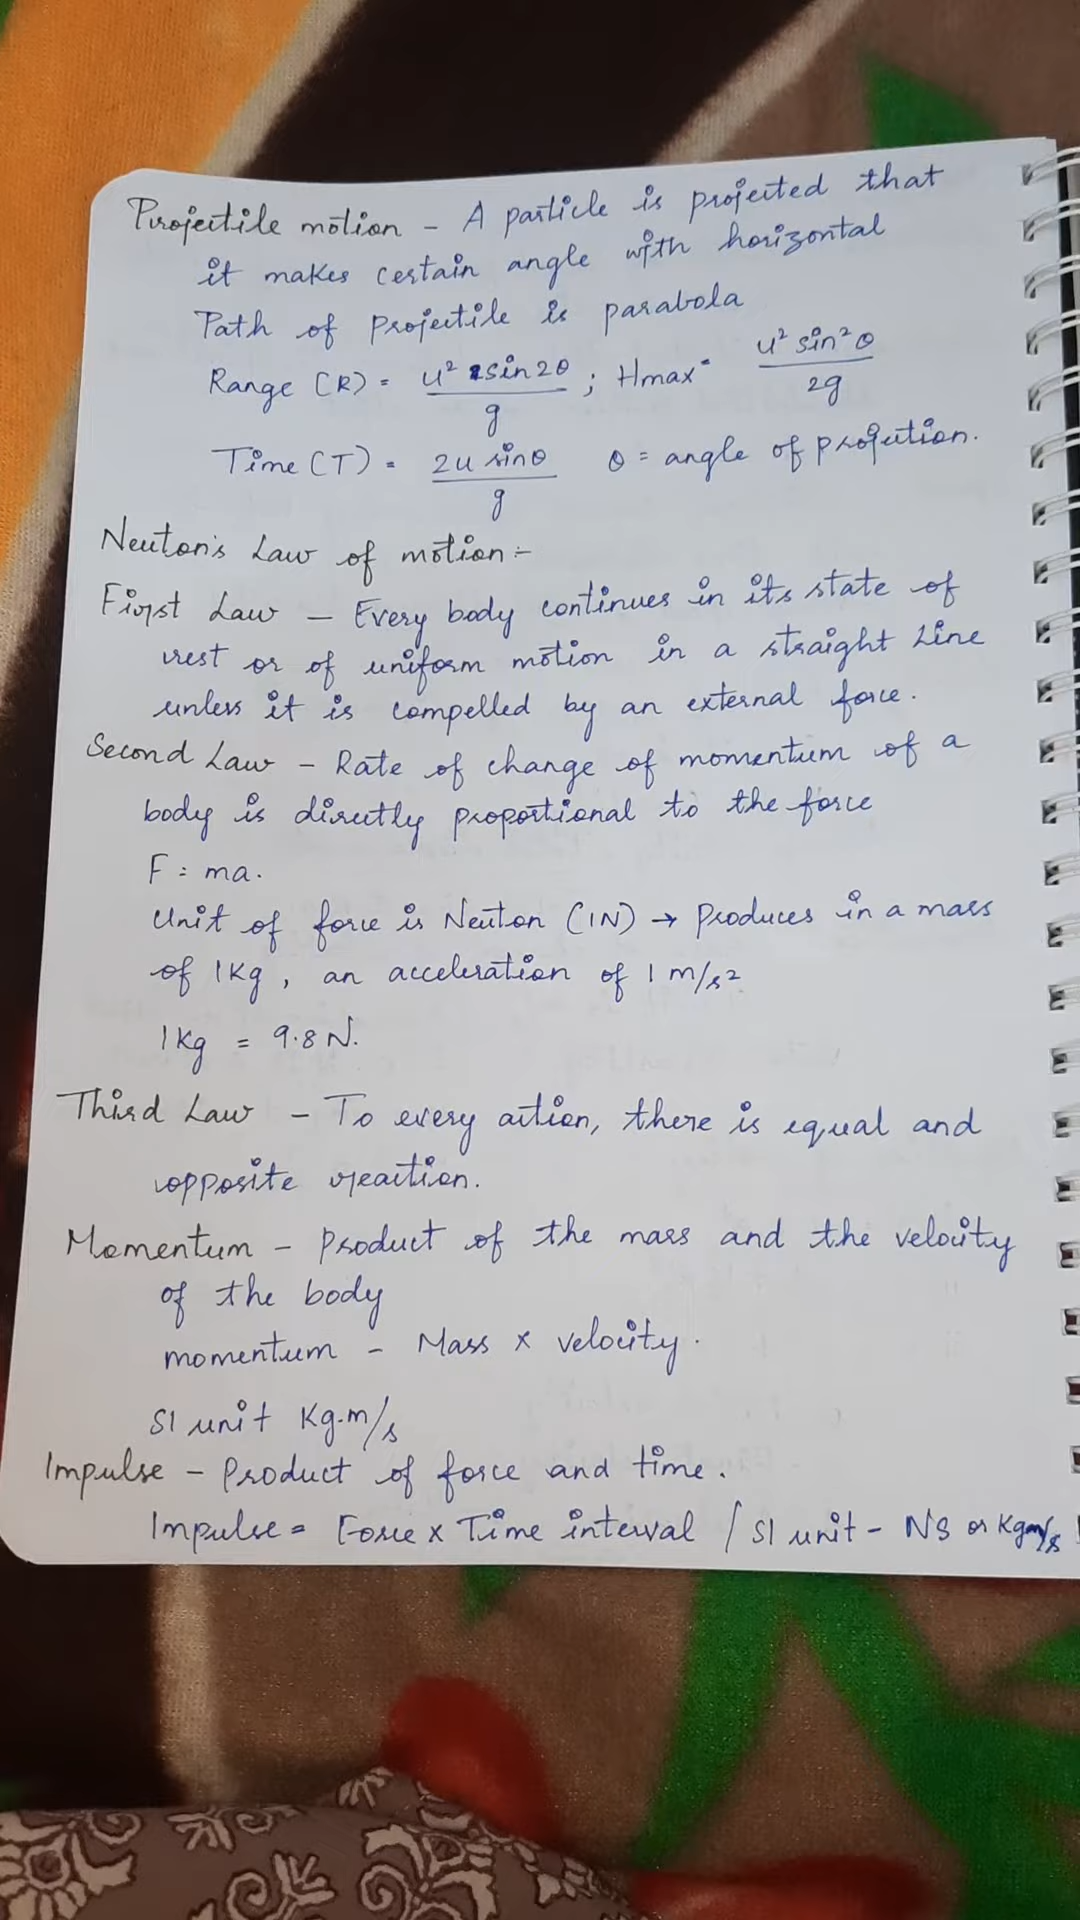 Projectile motion - A particle is projected that
it makes certain angle with horizontal
Path of projectile is parabola
Range (R) = u² sin2θ / g ; Hmax = u² sin²θ / 2g
Time (T) = 2u sinθ / g    θ = angle of projection.
Newton's Law of motion :-
First Law - Every body continues in its state of
rest or of uniform motion in a straight Line
unless it is compelled by an external force.
Second Law - Rate of change of momentum of a
body is directly proportional to the force
F = ma.
Unit of force is Newton (1N) → Produces in a mass
of 1Kg, an acceleration of 1 m/s²
1Kg = 9.8 N.
Third Law - To every action, there is equal and
opposite reaction.
Momentum - Product of the mass and the velocity
of the body
momentum - Mass × velocity.
SI unit Kg.m/s
Impulse - Product of force and time.
Impulse = Force × Time interval / SI unit - NS or Kgm/s